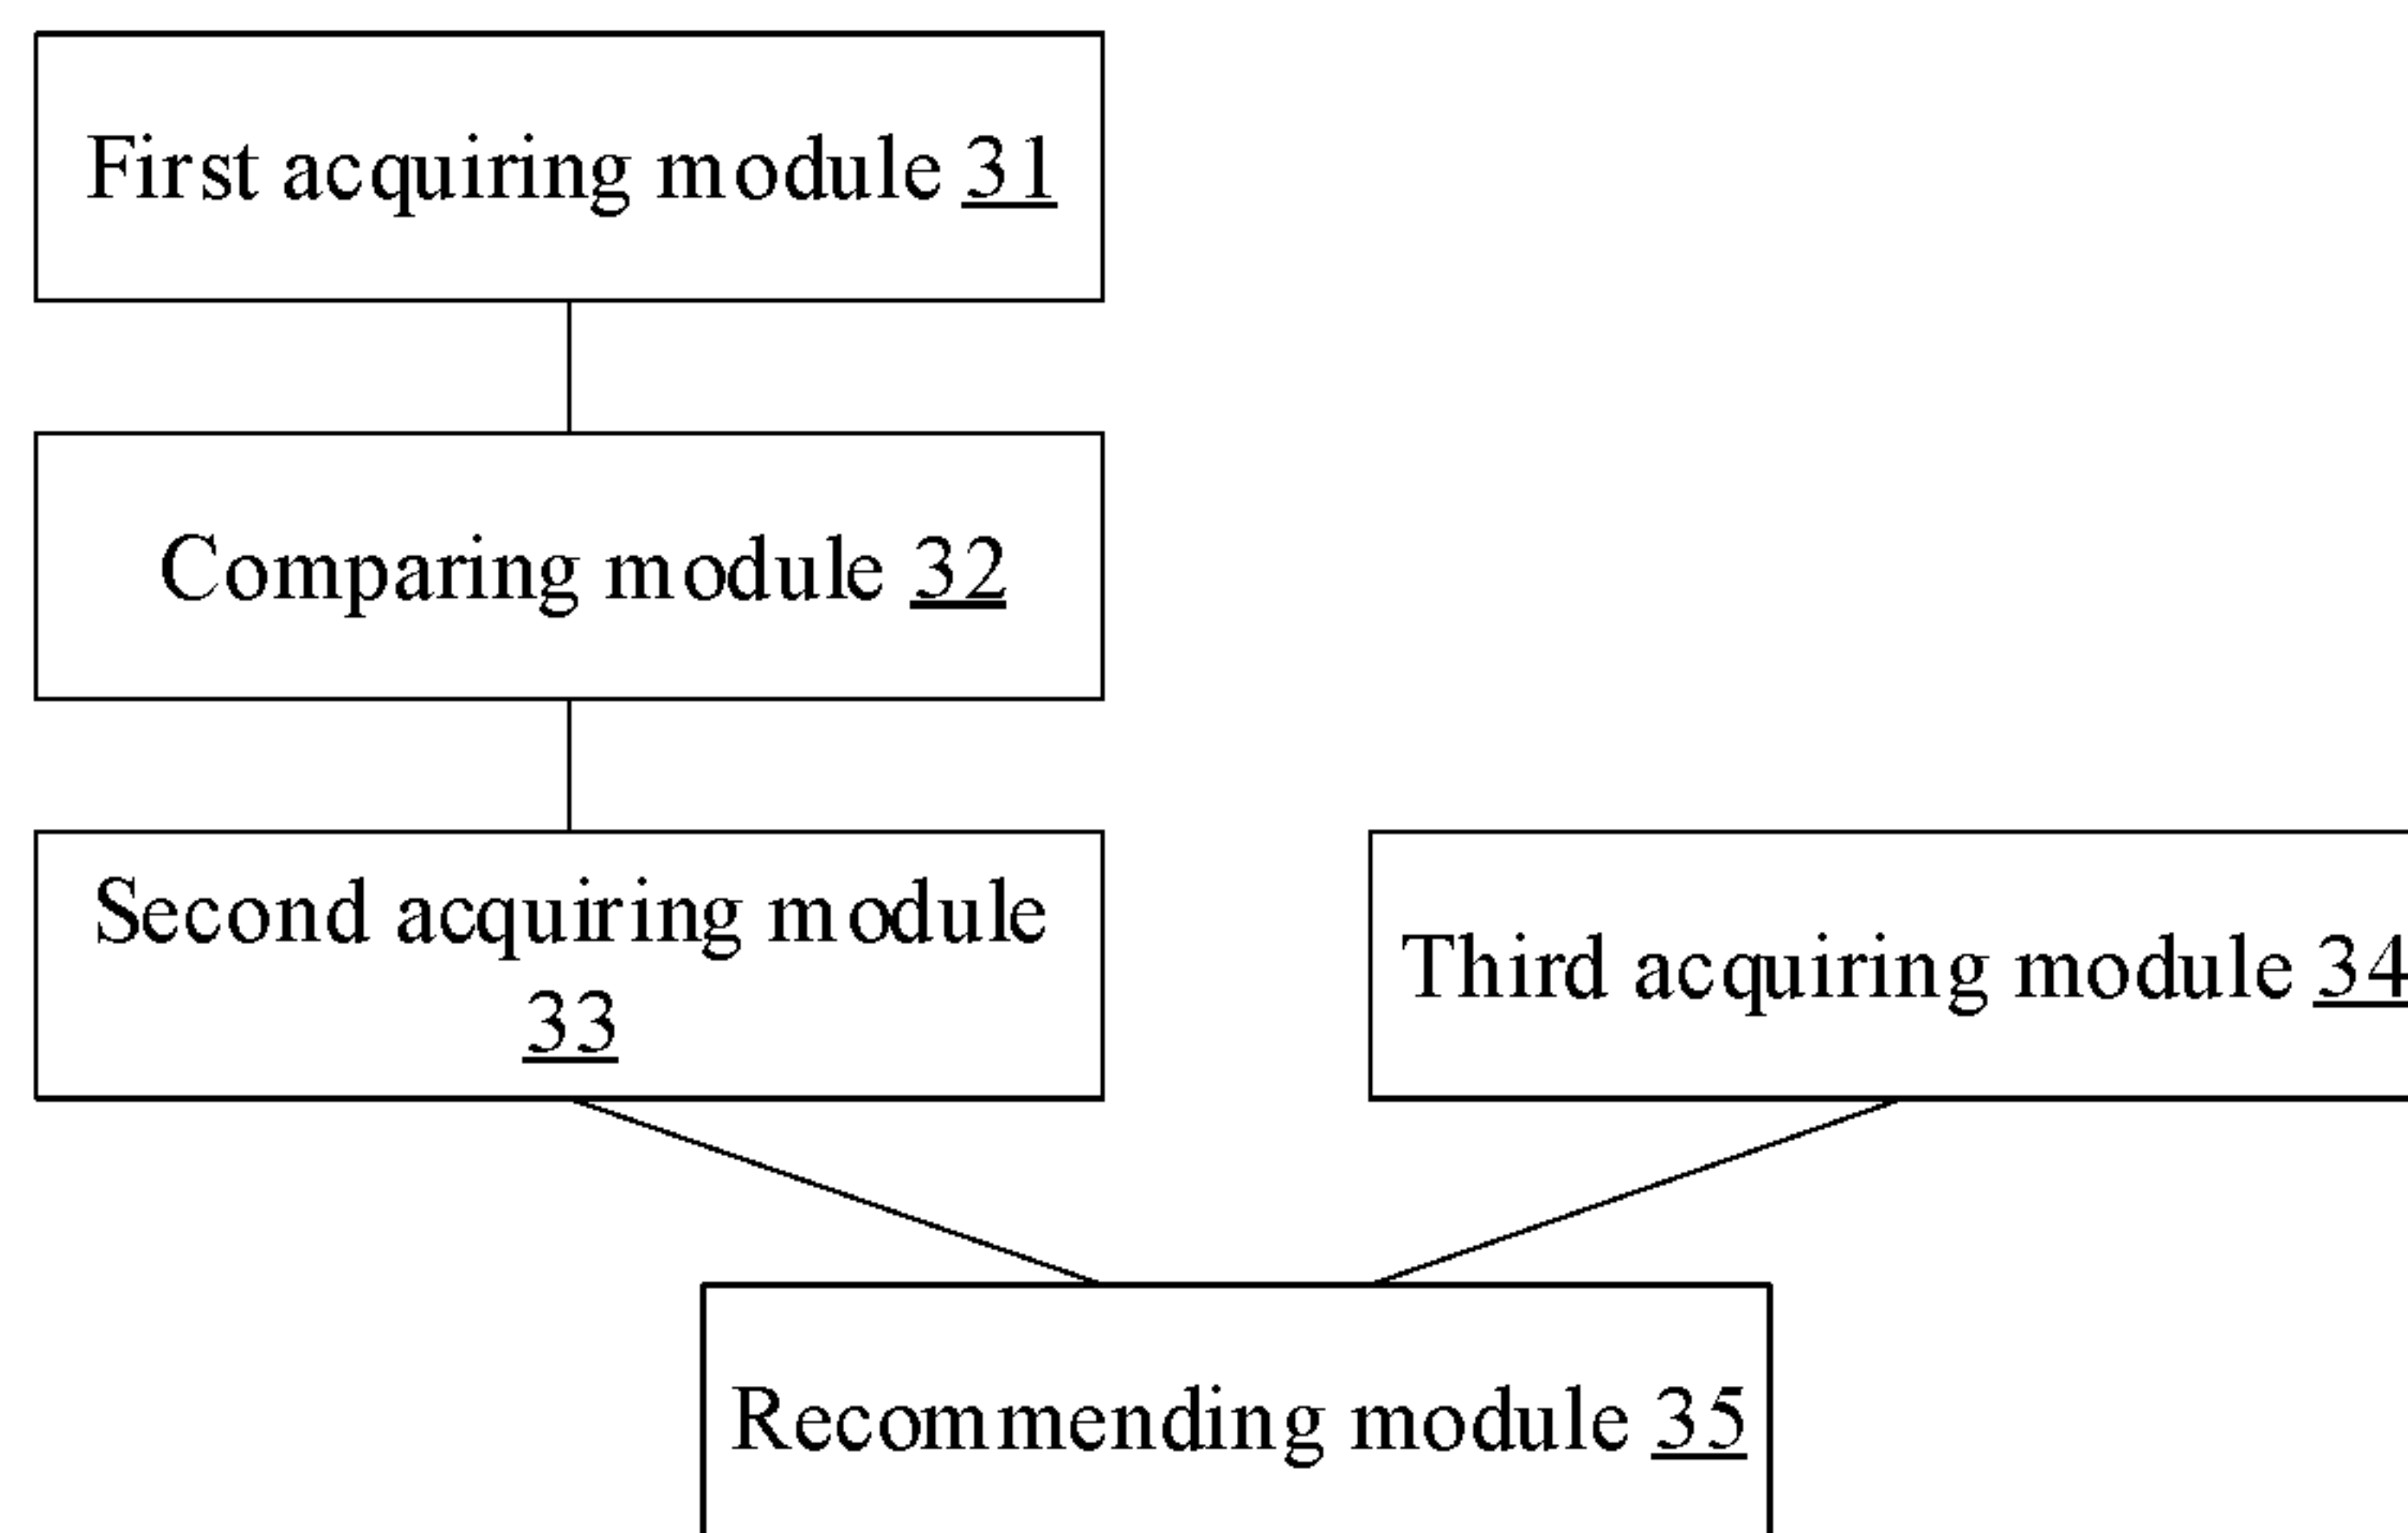 First acquiring module 31
Comparing module 32
Second acquiring module
33
Third acquiring module 34
Recommending module 35